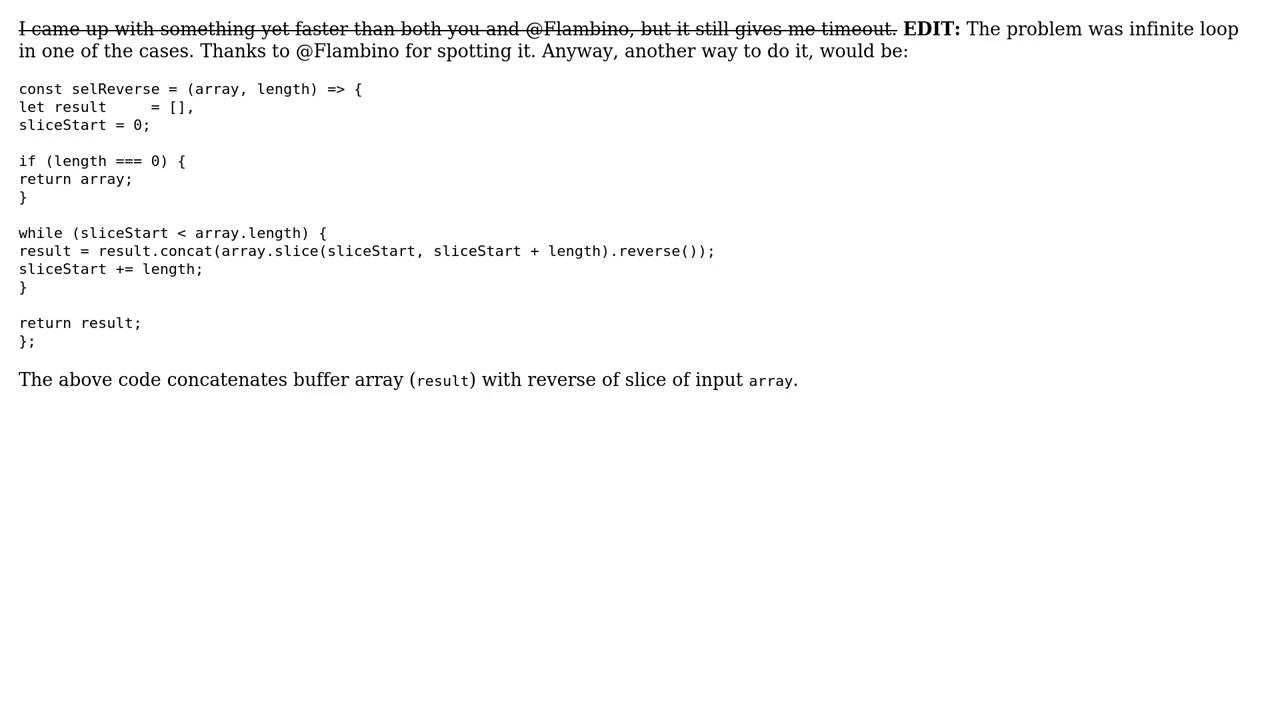 I came up with something yet faster than both you and @Flambino, but it still gives me timeout. EDIT: The problem was infinite loop
in one of the cases. Thanks to @Flambino for spotting it. Anyway, another way to do it, would be:
const selReverse = (array, length) => {
let result     = [],
sliceStart = 0;
if (length === 0) {
return array;
}
while (sliceStart < array.length) {
result = result.concat(array.slice(sliceStart, sliceStart + length).reverse());
sliceStart += length;
}
return result;
};
The above code concatenates buffer array (result) with reverse of slice of input array.